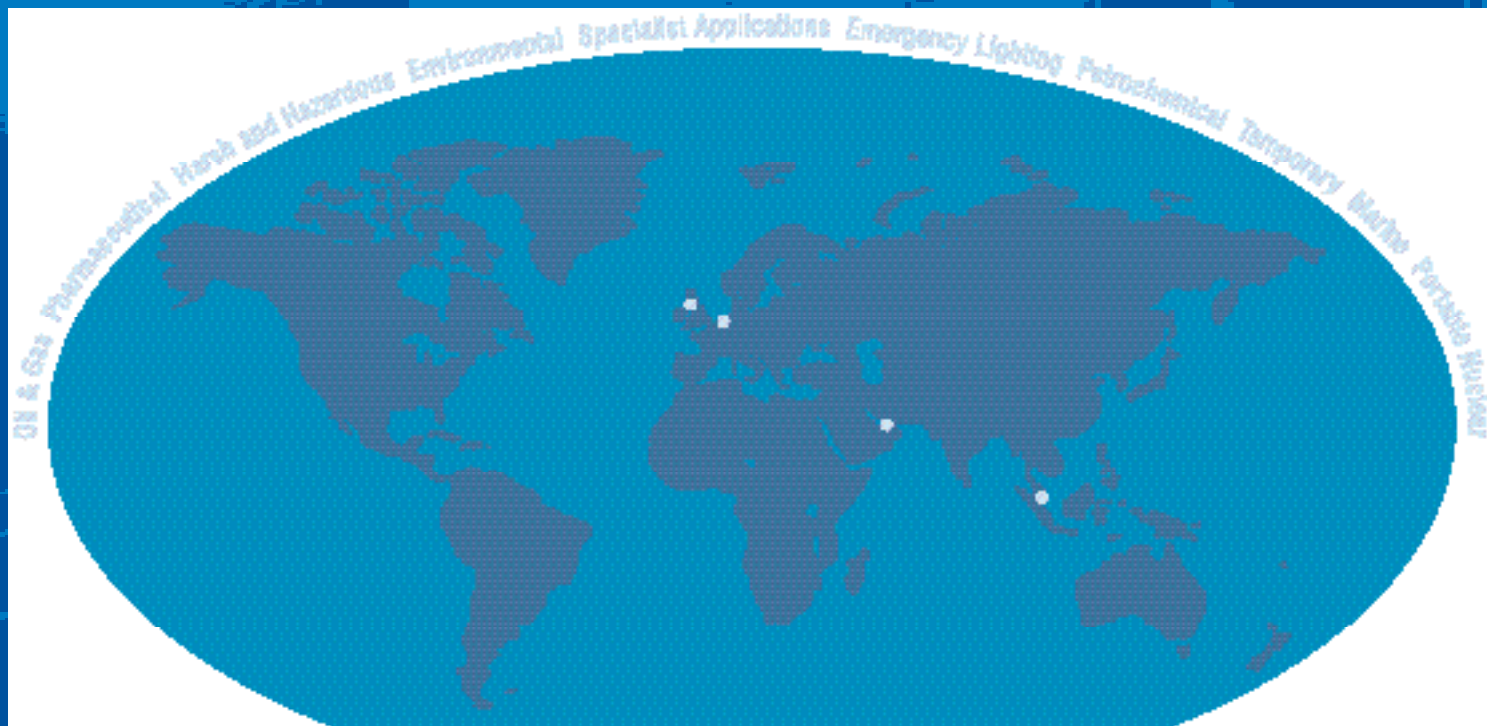 Oil & Gas Pharmaceutical Harsh and Hazardous Environmental Specialist Applications Emergency Lighting Petrochemical Temporary Marine Portable Nuclear